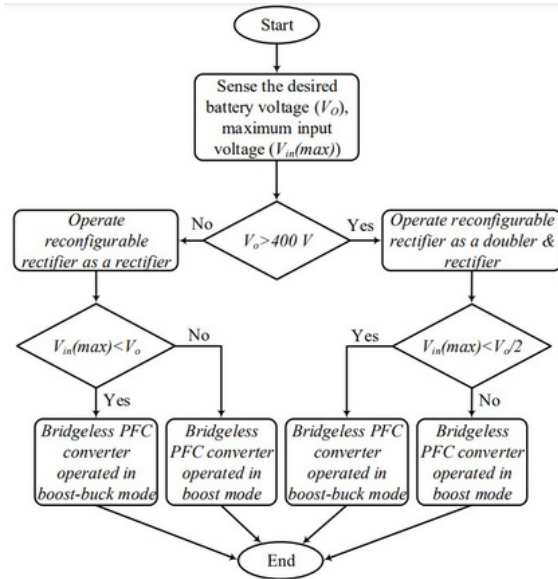 Start
Sense the desired
battery voltage (VO),
maximum input
voltage (Vin(max))
No
Vo>400 V
Yes
Operate
reconfigurable
rectifier as a rectifier
Operate reconfigurable
rectifier as a doubler &
rectifier
Vin(max)<Vo
No
Yes
Vin(max)<Vo/2
Yes
No
Bridgeless PFC
converter
operated in
boost-buck mode
Bridgeless
PFC converter
operated in
boost mode
Bridgeless PFC
converter
operated in
boost-buck mode
Bridgeless
PFC converter
operated in
boost mode
End